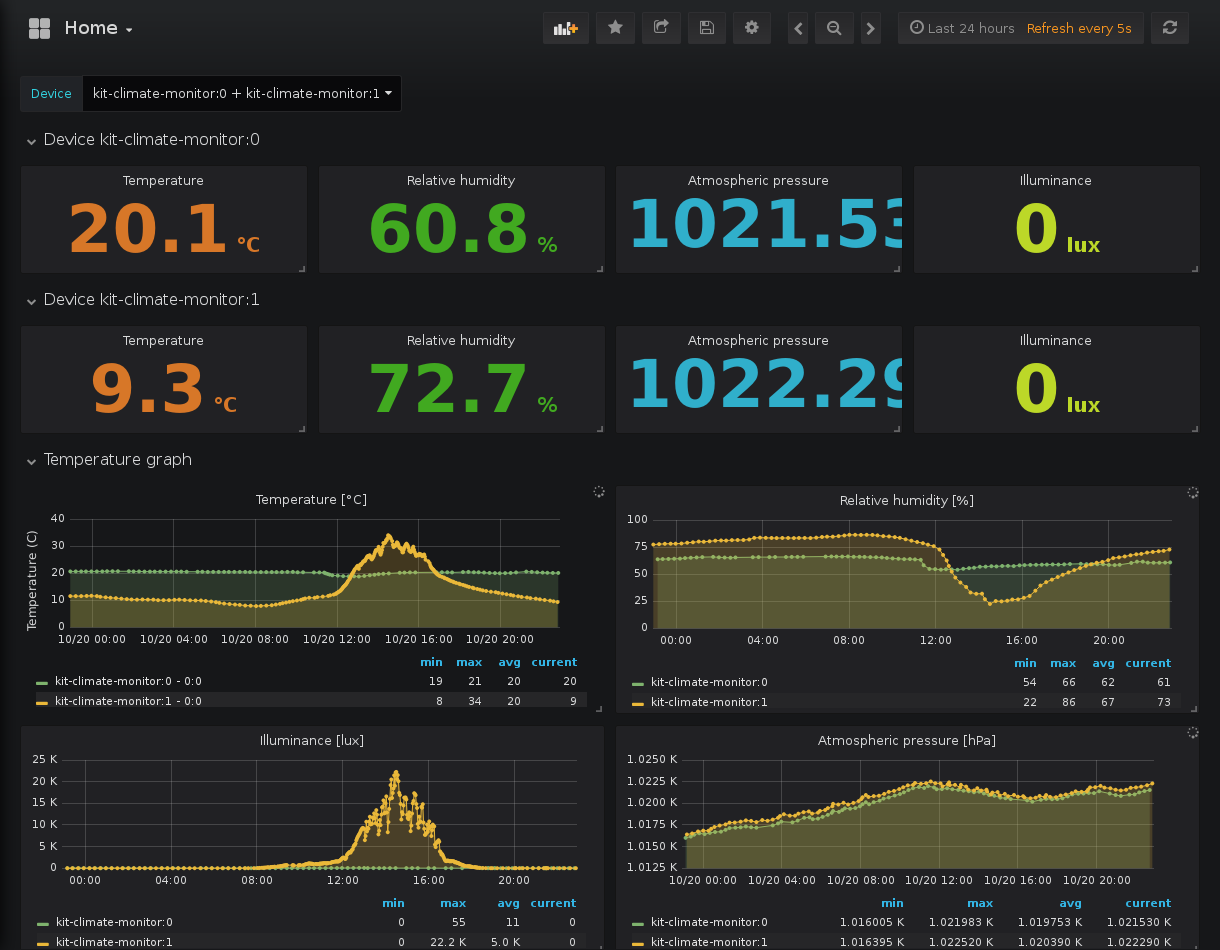 Home
Last 24 hours Refresh every 5s
Device kit-climate-monitor:0 + kit-climate-monitor:1
Device kit-climate-monitor:0
Temperature Relative humidity Atmospheric pressure Illuminance
20.1 °C 60.8 % 1021.53 0 lux
Device kit-climate-monitor:1
Temperature Relative humidity Atmospheric pressure Illuminance
9.3 °C 72.7 % 1022.29 0 lux
Temperature graph
Temperature [°C]
Temperature (C)
40
30
20
10
0
10/20 00:00 10/20 04:00 10/20 08:00 10/20 12:00 10/20 16:00 10/20 20:00
min max avg current
kit-climate-monitor:0 - 0:0 19 21 20 20
kit-climate-monitor:1 - 0:0 8 34 20 9
Relative humidity [%]
100
75
50
25
0
00:00 04:00 08:00 12:00 16:00 20:00
min max avg current
kit-climate-monitor:0 54 66 62 61
kit-climate-monitor:1 22 86 67 73
Illuminance [lux]
25 K
20 K
15 K
10 K
5 K
0
00:00 04:00 08:00 12:00 16:00 20:00
min max avg current
kit-climate-monitor:0 0 55 11 0
kit-climate-monitor:1 0 22.2 K 5.0 K 0
Atmospheric pressure [hPa]
1.0250 K
1.0225 K
1.0200 K
1.0175 K
1.0150 K
1.0125 K
10/20 00:00 10/20 04:00 10/20 08:00 10/20 12:00 10/20 16:00 10/20 20:00
min max avg current
kit-climate-monitor:0 1.016005 K 1.021983 K 1.019753 K 1.021530 K
kit-climate-monitor:1 1.016395 K 1.022520 K 1.020390 K 1.022290 K